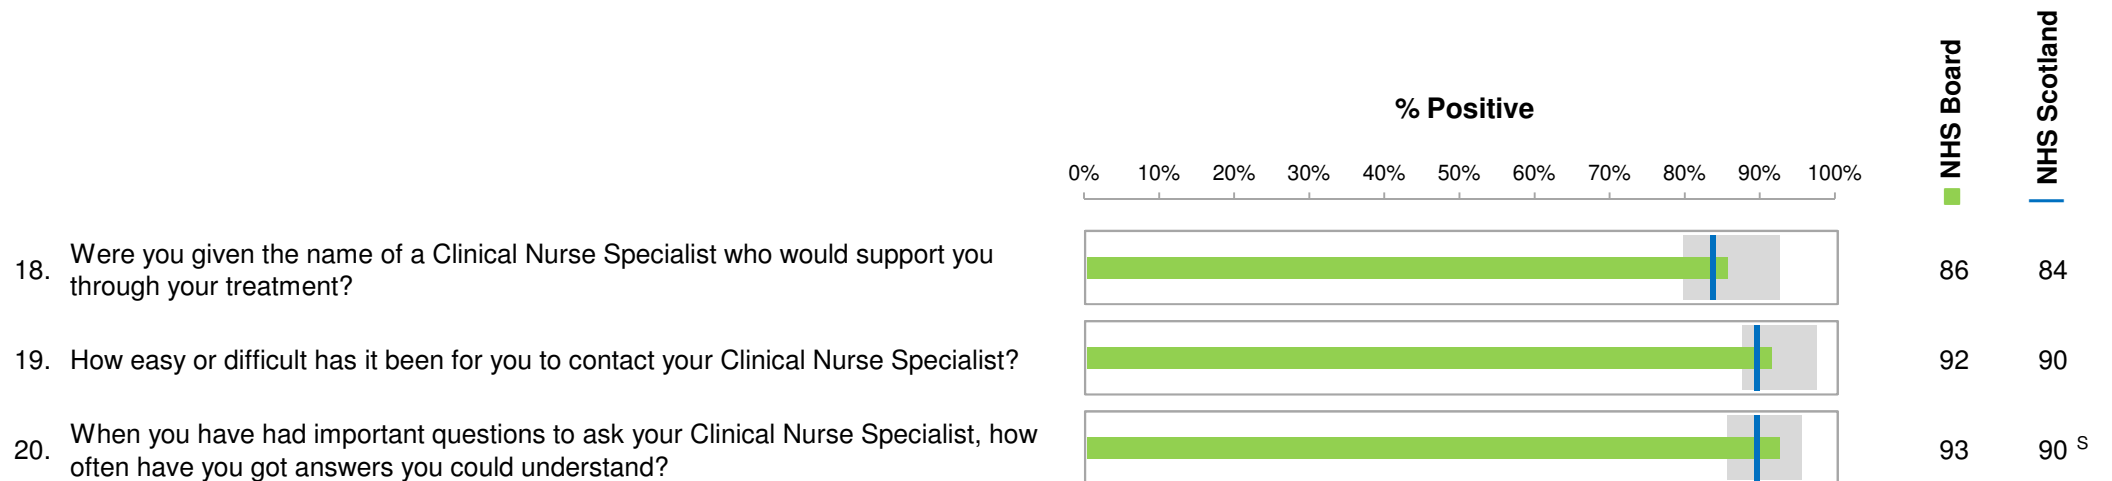 NHS Board
NHS Scotland
% Positive
0% 10% 20% 30% 40% 50% 60% 70% 80% 90% 100%
18. Were you given the name of a Clinical Nurse Specialist who would support you
through your treatment?
86 84
19. How easy or difficult has it been for you to contact your Clinical Nurse Specialist?
92 90
20. When you have had important questions to ask your Clinical Nurse Specialist, how
often have you got answers you could understand?
93 90 S